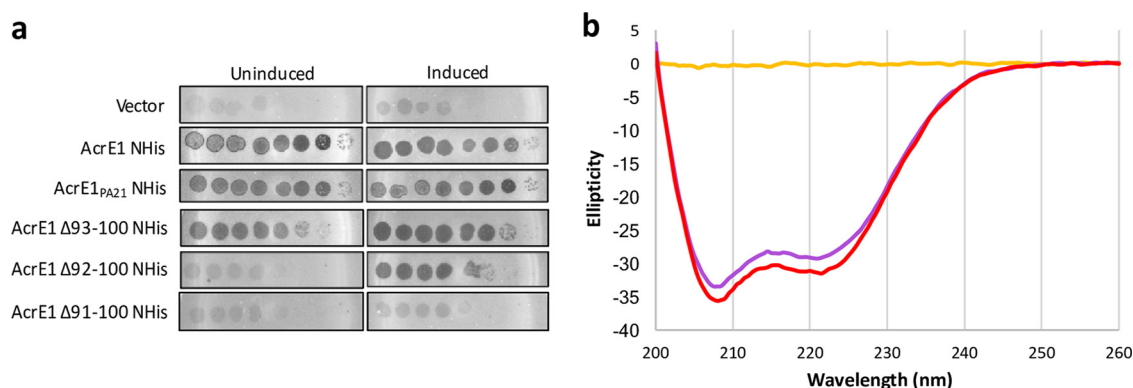 a
Uninduced Induced
Vector
AcrE1 NHis
AcrE1PA21 NHis
AcrE1 Δ93-100 NHis
AcrE1 Δ92-100 NHis
AcrE1 Δ91-100 NHis
b
5
0
-5
-10
-15
-20
-25
-30
-35
-40
Ellipticity
200 210 220 230 240 250 260
Wavelength (nm)